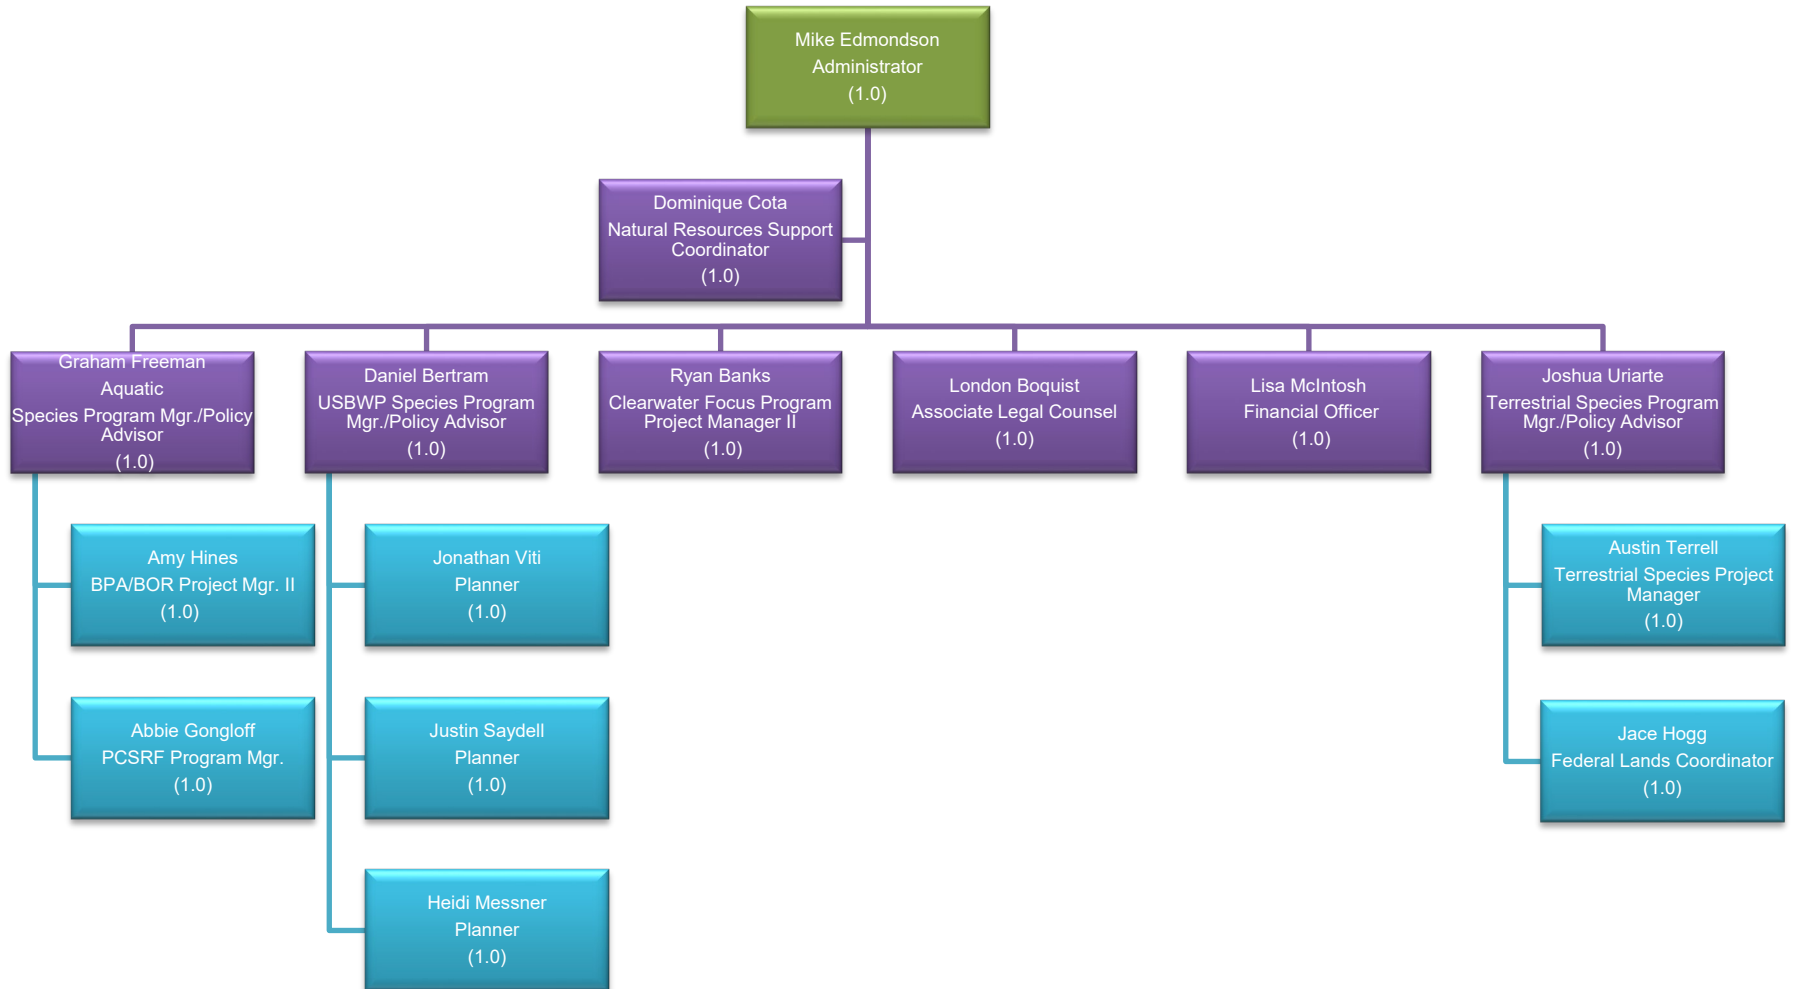 Mike Edmondson
Administrator
(1.0)
Dominique Cota
Natural Resources Support
Coordinator
(1.0)
Graham Freeman
Aquatic
Species Program Mgr./Policy
Advisor
(1.0)
Daniel Bertram
USBWP Species Program
Mgr./Policy Advisor
(1.0)
Ryan Banks
Clearwater Focus Program
Project Manager II
(1.0)
London Boquist
Associate Legal Counsel
(1.0)
Lisa McIntosh
Financial Officer
(1.0)
Joshua Uriarte
Terrestrial Species Program
Mgr./Policy Advisor
(1.0)
Amy Hines
BPA/BOR Project Mgr. II
(1.0)
Jonathan Viti
Planner
(1.0)
Austin Terrell
Terrestrial Species Project
Manager
(1.0)
Abbie Gongloff
PCSRF Program Mgr.
(1.0)
Justin Saydell
Planner
(1.0)
Jace Hogg
Federal Lands Coordinator
(1.0)
Heidi Messner
Planner
(1.0)